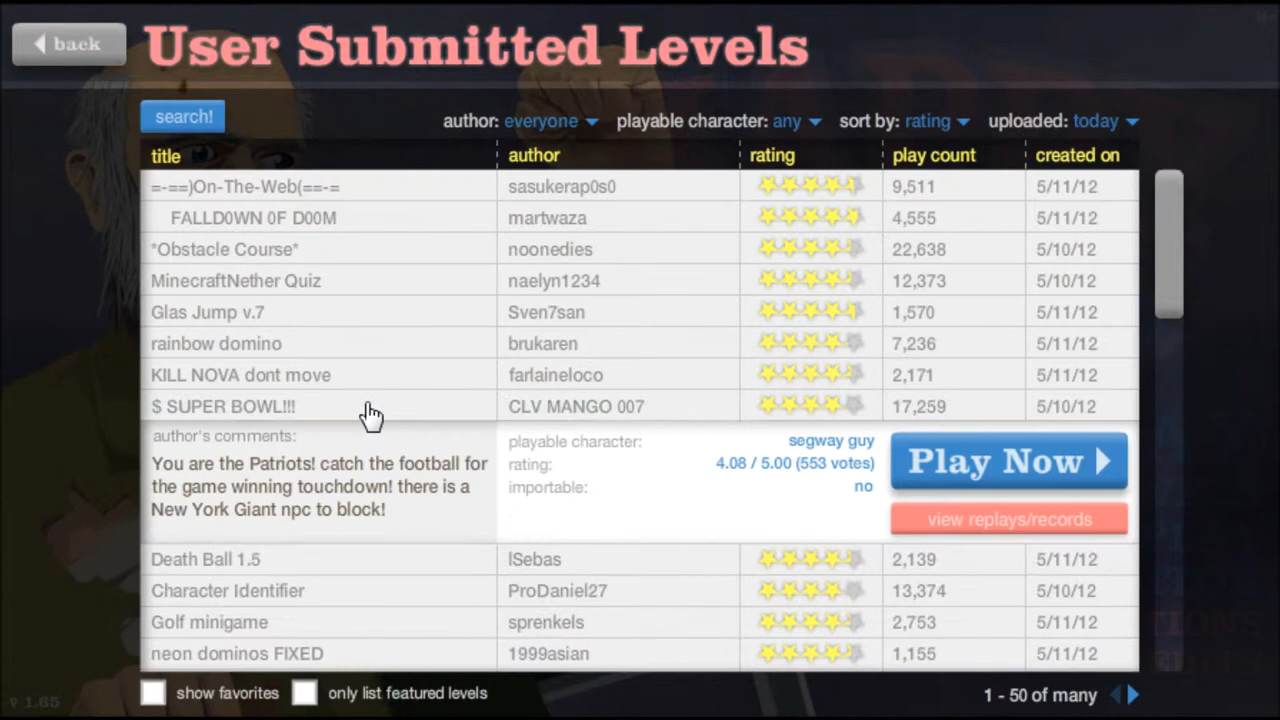 back
User Submitted Levels
search!
author: everyone playable character: any sort by: rating uploaded: today
title author rating play count created on
=-==)On-The-Web(==-= sasukerap0s0 9,511 5/11/12
FALLD0WN 0F D00M martwaza 4,555 5/11/12
*Obstacle Course* noonedies 22,638 5/10/12
MinecraftNether Quiz naelyn1234 12,373 5/10/12
Glas Jump v.7 Sven7san 1,570 5/11/12
rainbow domino brukaren 7,236 5/11/12
KILL NOVA dont move farlaineloco 2,171 5/11/12
$ SUPER BOWL!!! CLV MANGO 007 17,259 5/10/12
author's comments:
You are the Patriots! catch the football for
the game winning touchdown! there is a
New York Giant npc to block!
playable character: segway guy
rating: 4.08 / 5.00 (553 votes)
importable: no
Play Now
view replays/records
Death Ball 1.5 lSebas 2,139 5/11/12
Character Identifier ProDaniel27 13,374 5/10/12
Golf minigame sprenkels 2,753 5/11/12
neon dominos FIXED 1999asian 1,155 5/11/12
show favorites only list featured levels 1 - 50 of many
v 1.65